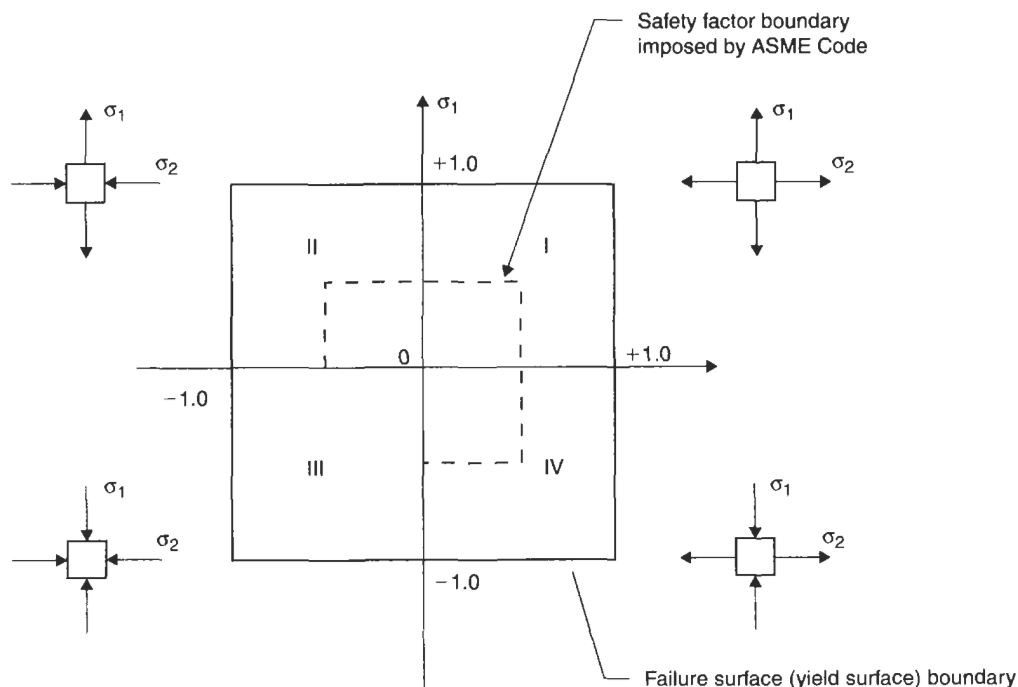 Safety factor boundary
imposed by ASME Code
σ1
σ1
σ1
σ2
+1.0
σ2
II
I
0
+1.0
−1.0
III
IV
σ1
σ1
σ2
σ2
−1.0
Failure surface (yield surface) boundary